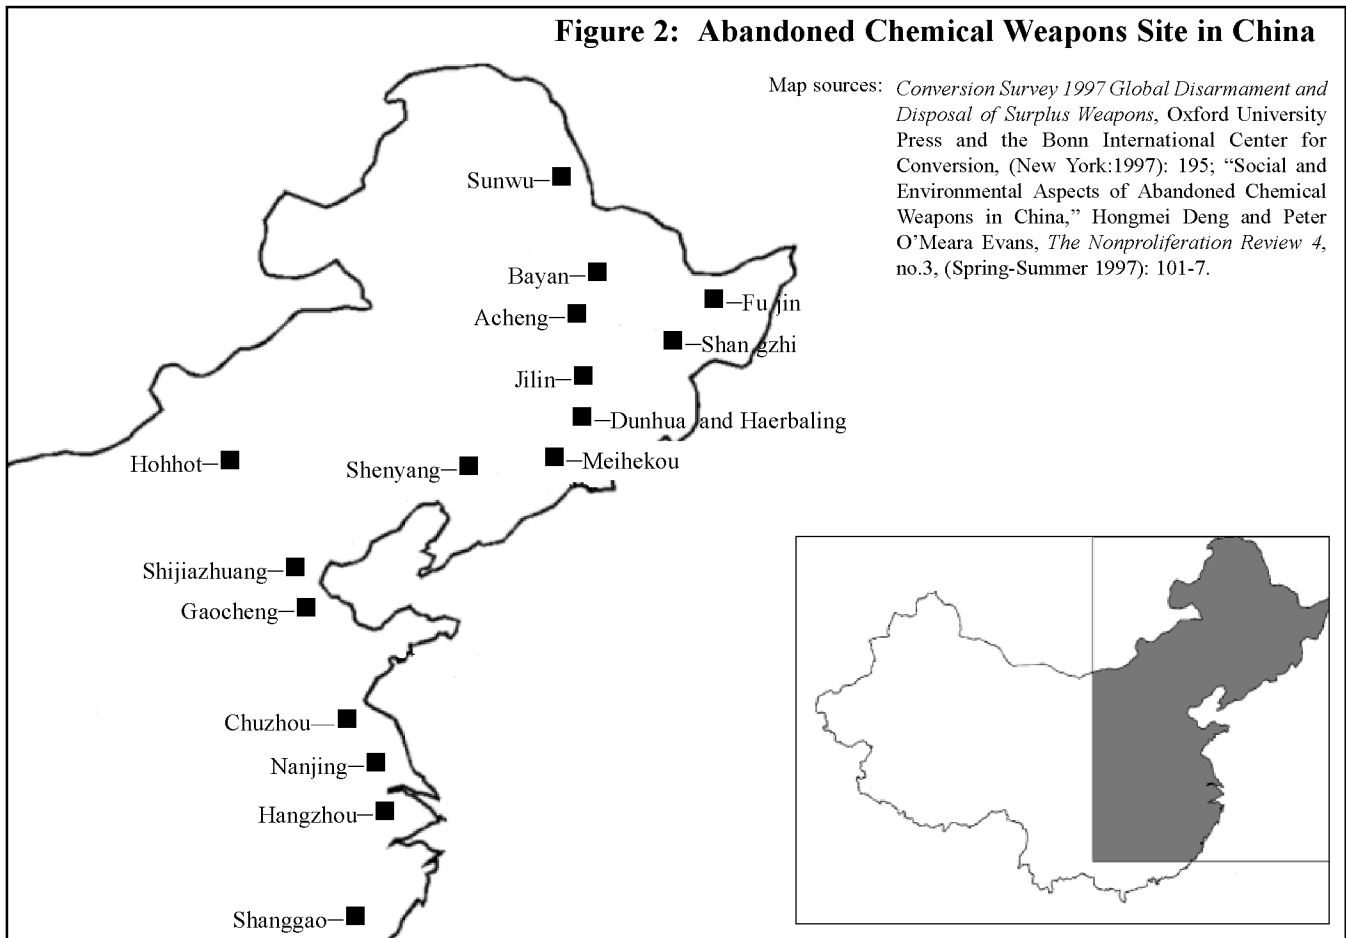 Figure 2: Abandoned Chemical Weapons Site in China
Map sources: Conversion Survey 1997 Global Disarmament and
Disposal of Surplus Weapons, Oxford University
Press and the Bonn International Center for
Conversion, (New York:1997): 195; “Social and
Environmental Aspects of Abandoned Chemical
Weapons in China,” Hongmei Deng and Peter
O’Meara Evans, The Nonproliferation Review 4,
no.3, (Spring-Summer 1997): 101-7.
Sunwu
Bayan
Fu jin
Acheng
Shan gzhi
Jilin
Dunhua and Haerbaling
Hohhot
Shenyang
Meihekou
Shijiazhuang
Gaocheng
Chuzhou
Nanjing
Hangzhou
Shanggao